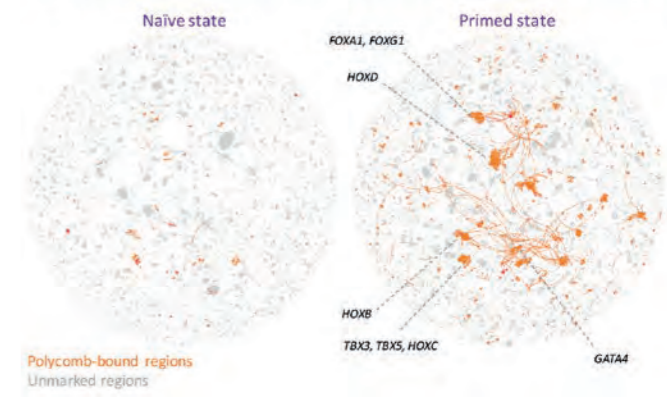 Naïve state
Primed state
FOXA1, FOXG1
HOXD
HOXB
TBX3, TBX5, HOXC
GATA4
Polycomb-bound regions
Unmarked regions